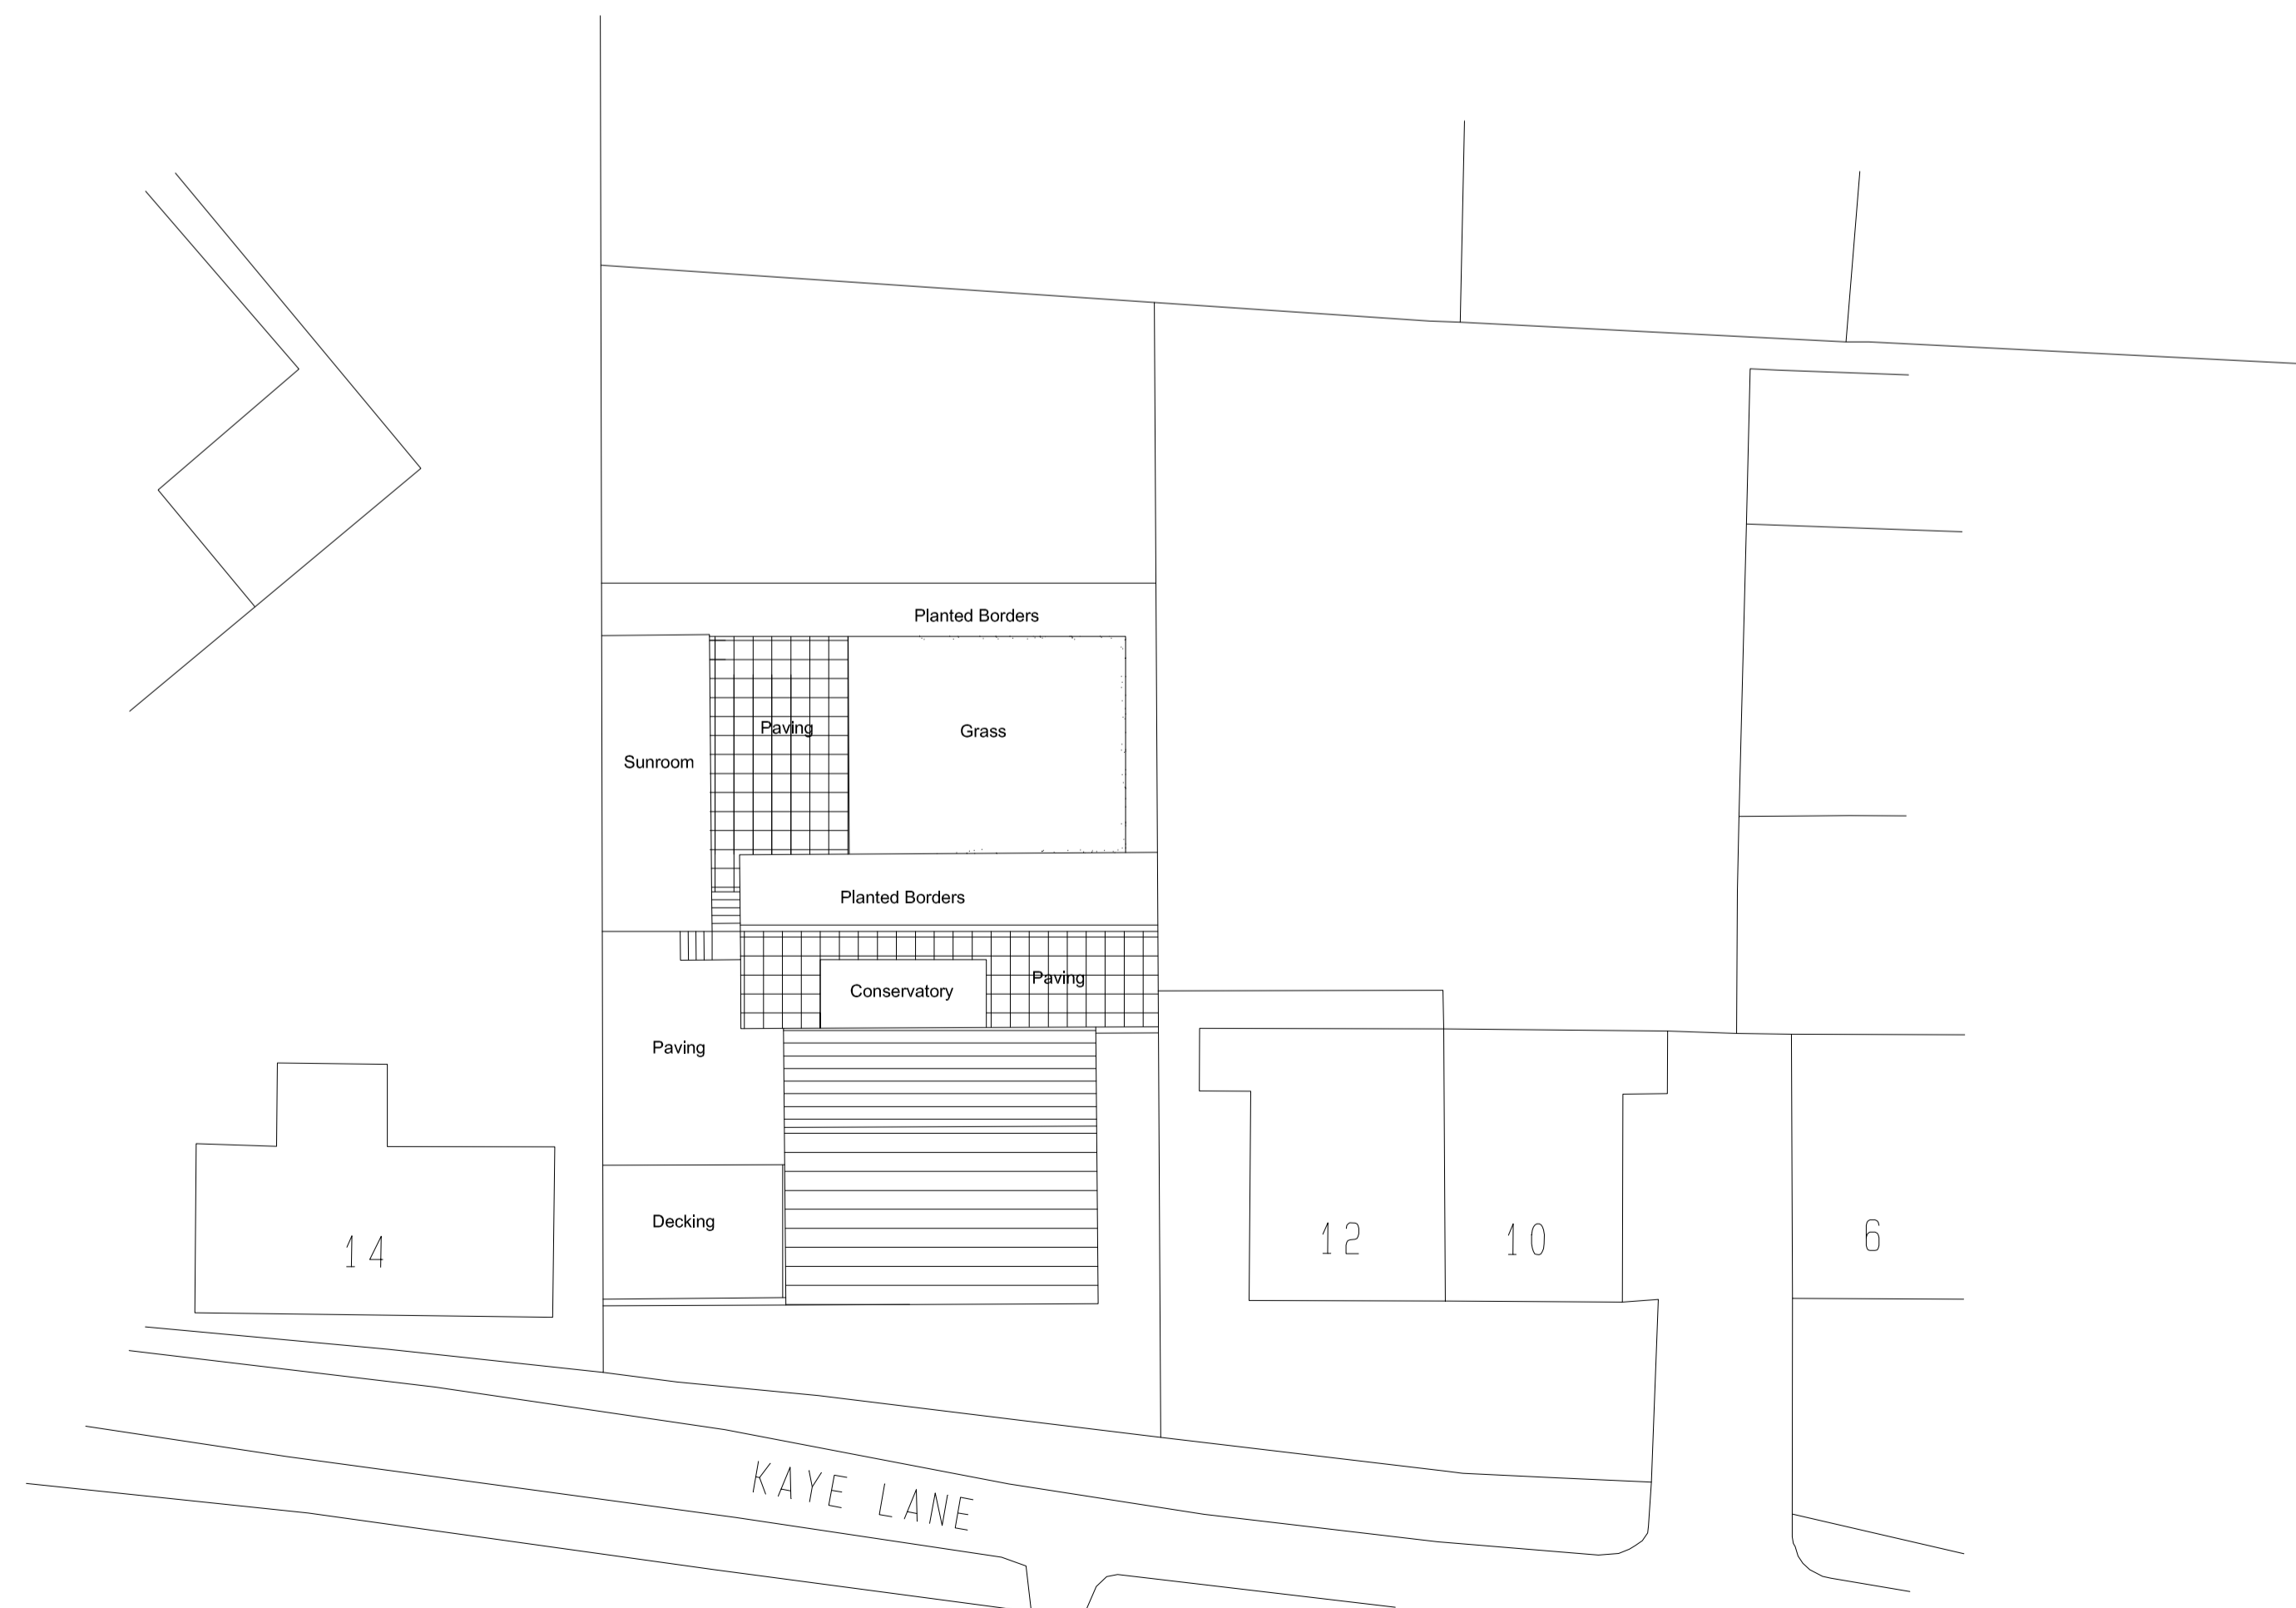 Planted Borders
Paving
Grass
Sunroom
Planted Borders
Paving
Conservatory
Paving
Decking
14
12
10
6
KAYE LANE